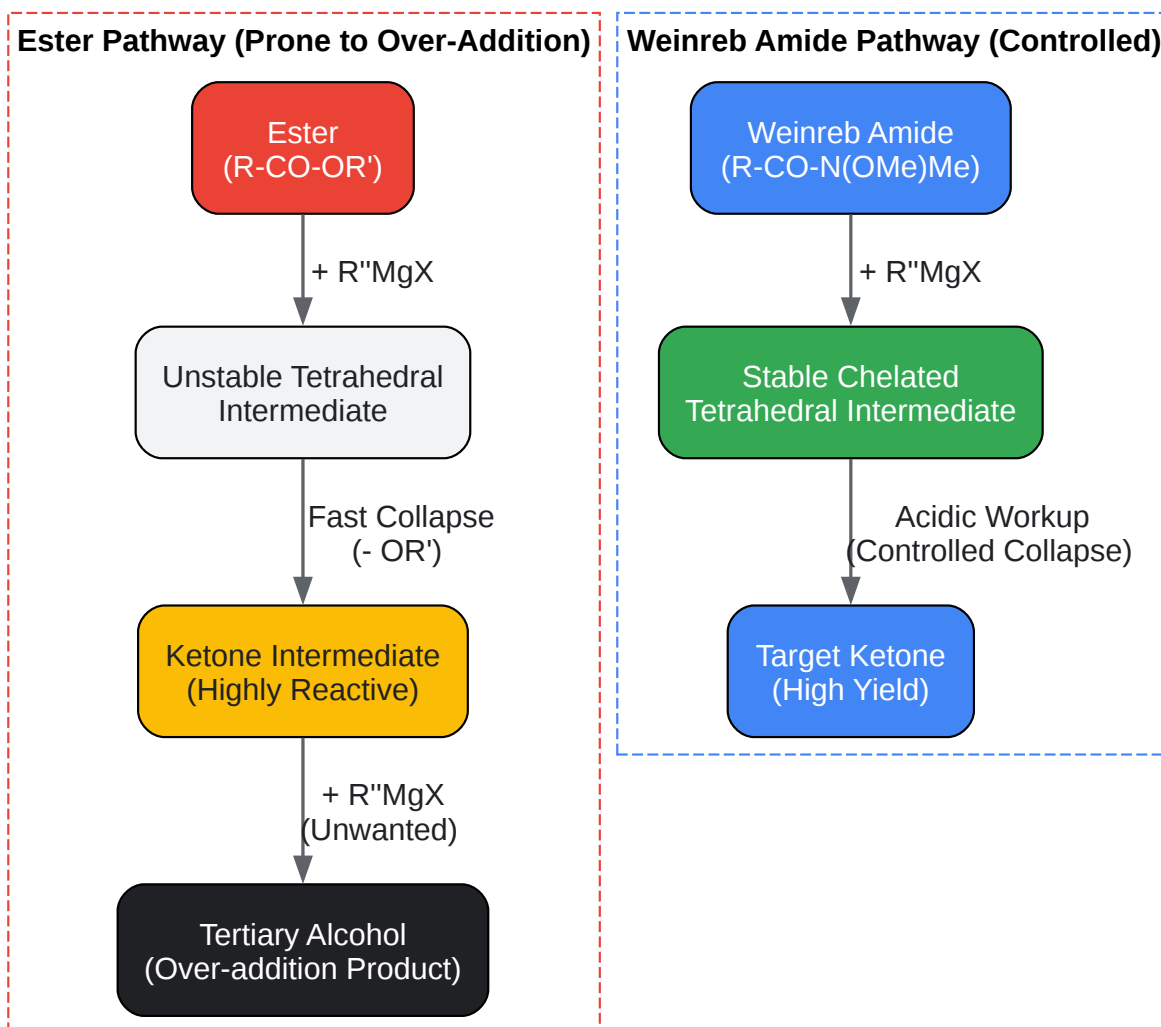 Ester Pathway (Prone to Over-Addition)
Ester
(R-CO-OR')
+ R''MgX
Unstable Tetrahedral
Intermediate
Fast Collapse
(- OR')
Ketone Intermediate
(Highly Reactive)
+ R''MgX
(Unwanted)
Tertiary Alcohol
(Over-addition Product)
Weinreb Amide Pathway (Controlled)
Weinreb Amide
(R-CO-N(OMe)Me)
+ R''MgX
Stable Chelated
Tetrahedral Intermediate
Acidic Workup
(Controlled Collapse)
Target Ketone
(High Yield)